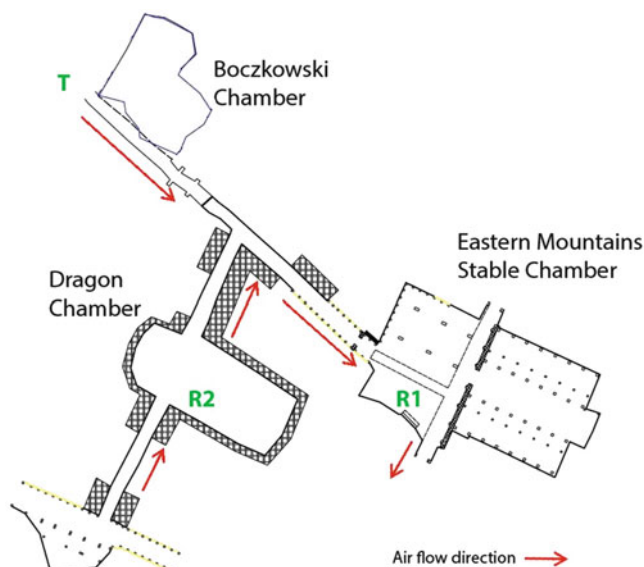 Boczkowski
Chamber
T
Eastern Mountains
Stable Chamber
Dragon
Chamber
R2
R1
Air flow direction